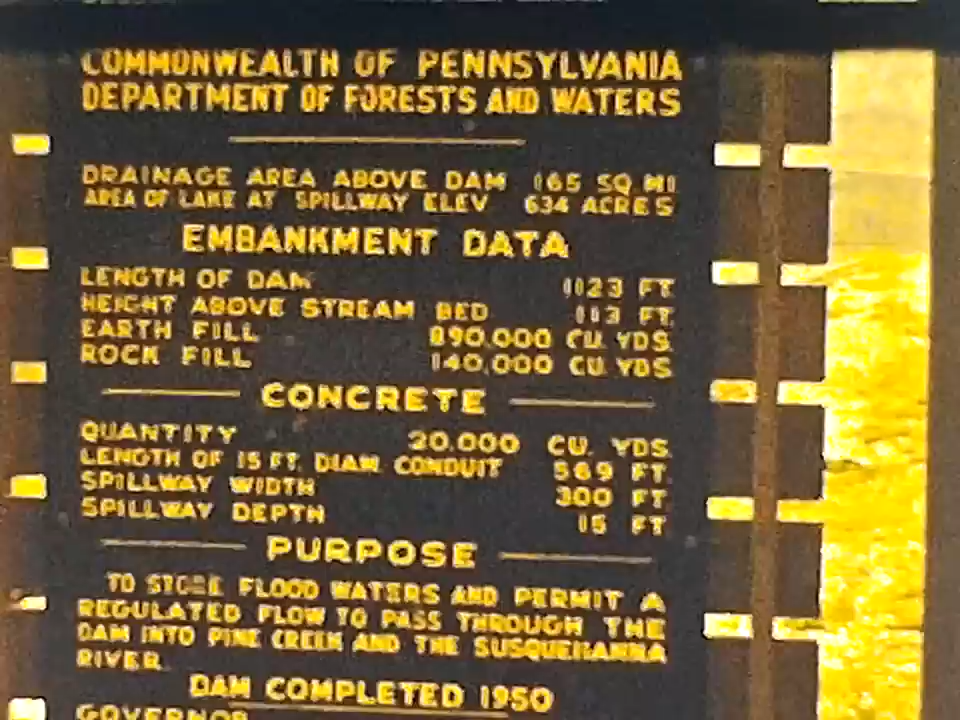 COMMONWEALTH OF PENNSYLVANIA
DEPARTMENT OF FORESTS AND WATERS
DRAINAGE AREA ABOVE DAM 165 SQ MI
AREA OF LAKE AT SPILLWAY ELEV 634 ACRES
EMBANKMENT DATA
LENGTH OF DAM 1123 FT.
HEIGHT ABOVE STREAM BED 113 FT.
EARTH FILL 890,000 CU. YDS.
ROCK FILL 140,000 CU. YDS.
CONCRETE
QUANTITY 20,000 CU. YDS.
LENGTH OF 15 FT. DIAM. CONDUIT 569 FT.
SPILLWAY WIDTH 300 FT
SPILLWAY DEPTH 15 FT
PURPOSE
TO STORE FLOOD WATERS AND PERMIT A
REGULATED FLOW TO PASS THROUGH THE
DAM INTO PINE CREEK AND THE SUSQUEHANNA
RIVER.
DAM COMPLETED 1950
GOVERNOR